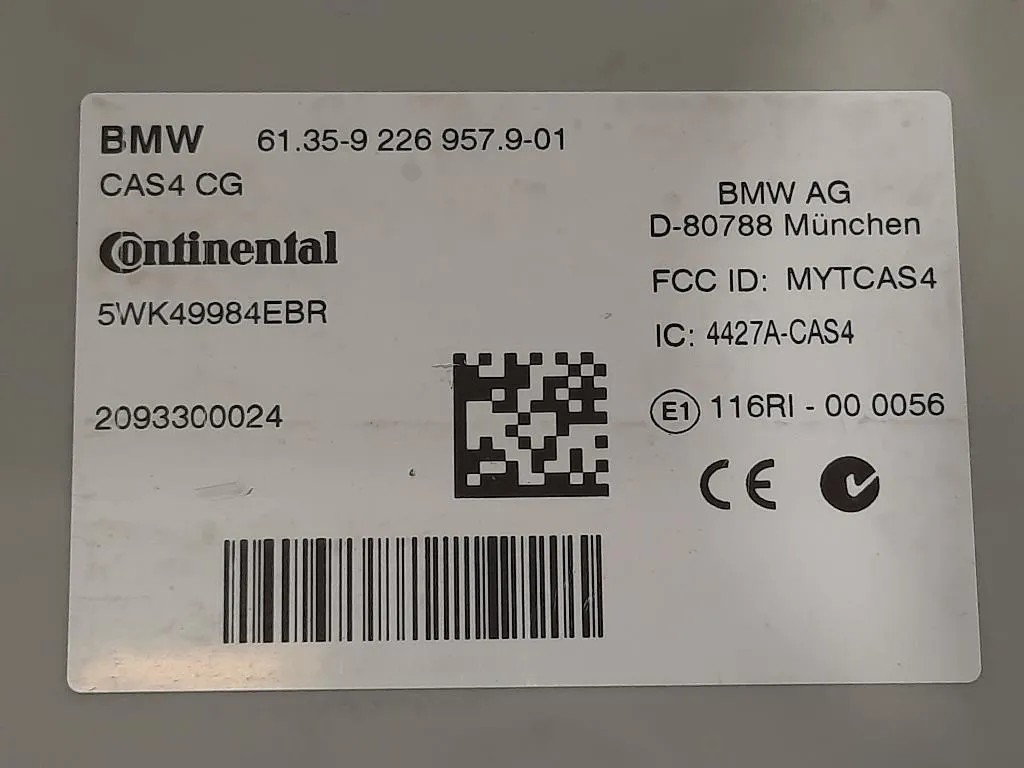 BMW 61.35-9 226 957.9-01
CAS4 CG
Continental
5WK49984EBR
2093300024
BMW AG
D-80788 München
FCC ID: MYTCAS4
IC: 4427A-CAS4
E1 116RI - 00 0056
CE